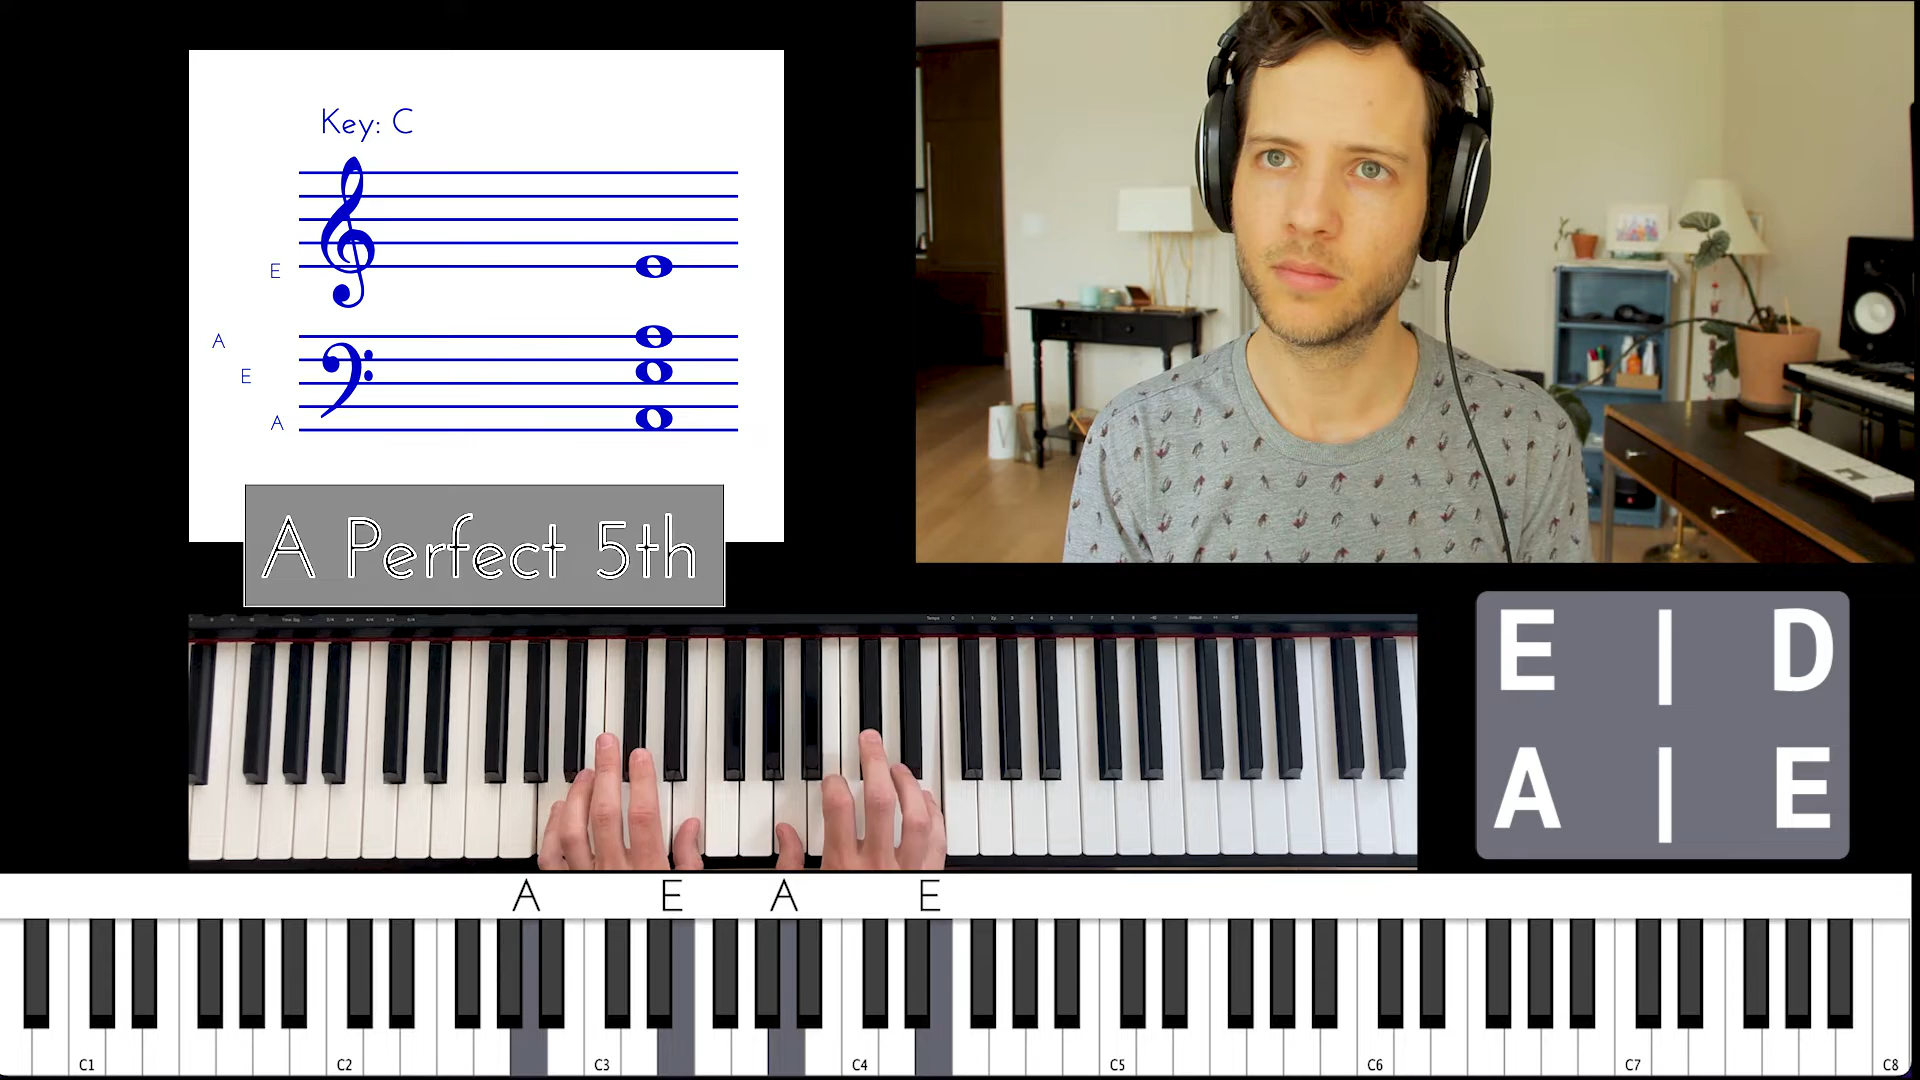 Key: C
E
A
E
A
A Perfect 5th
E | D
A | E
A E A E
C1 C2 C3 C4 C5 C6 C7 C8